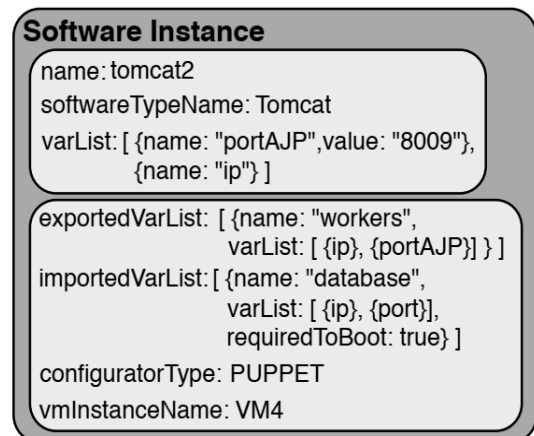 Software Instance
name: tomcat2
softwareTypeName: Tomcat
varList: [ {name: "portAJP",value: "8009"},
{name: "ip"} ]
exportedVarList: [ {name: "workers",
varList: [ {ip}, {portAJP}] } ]
importedVarList: [ {name: "database",
varList: [ {ip}, {port}],
requiredToBoot: true} ]
configuratorType: PUPPET
vmInstanceName: VM4